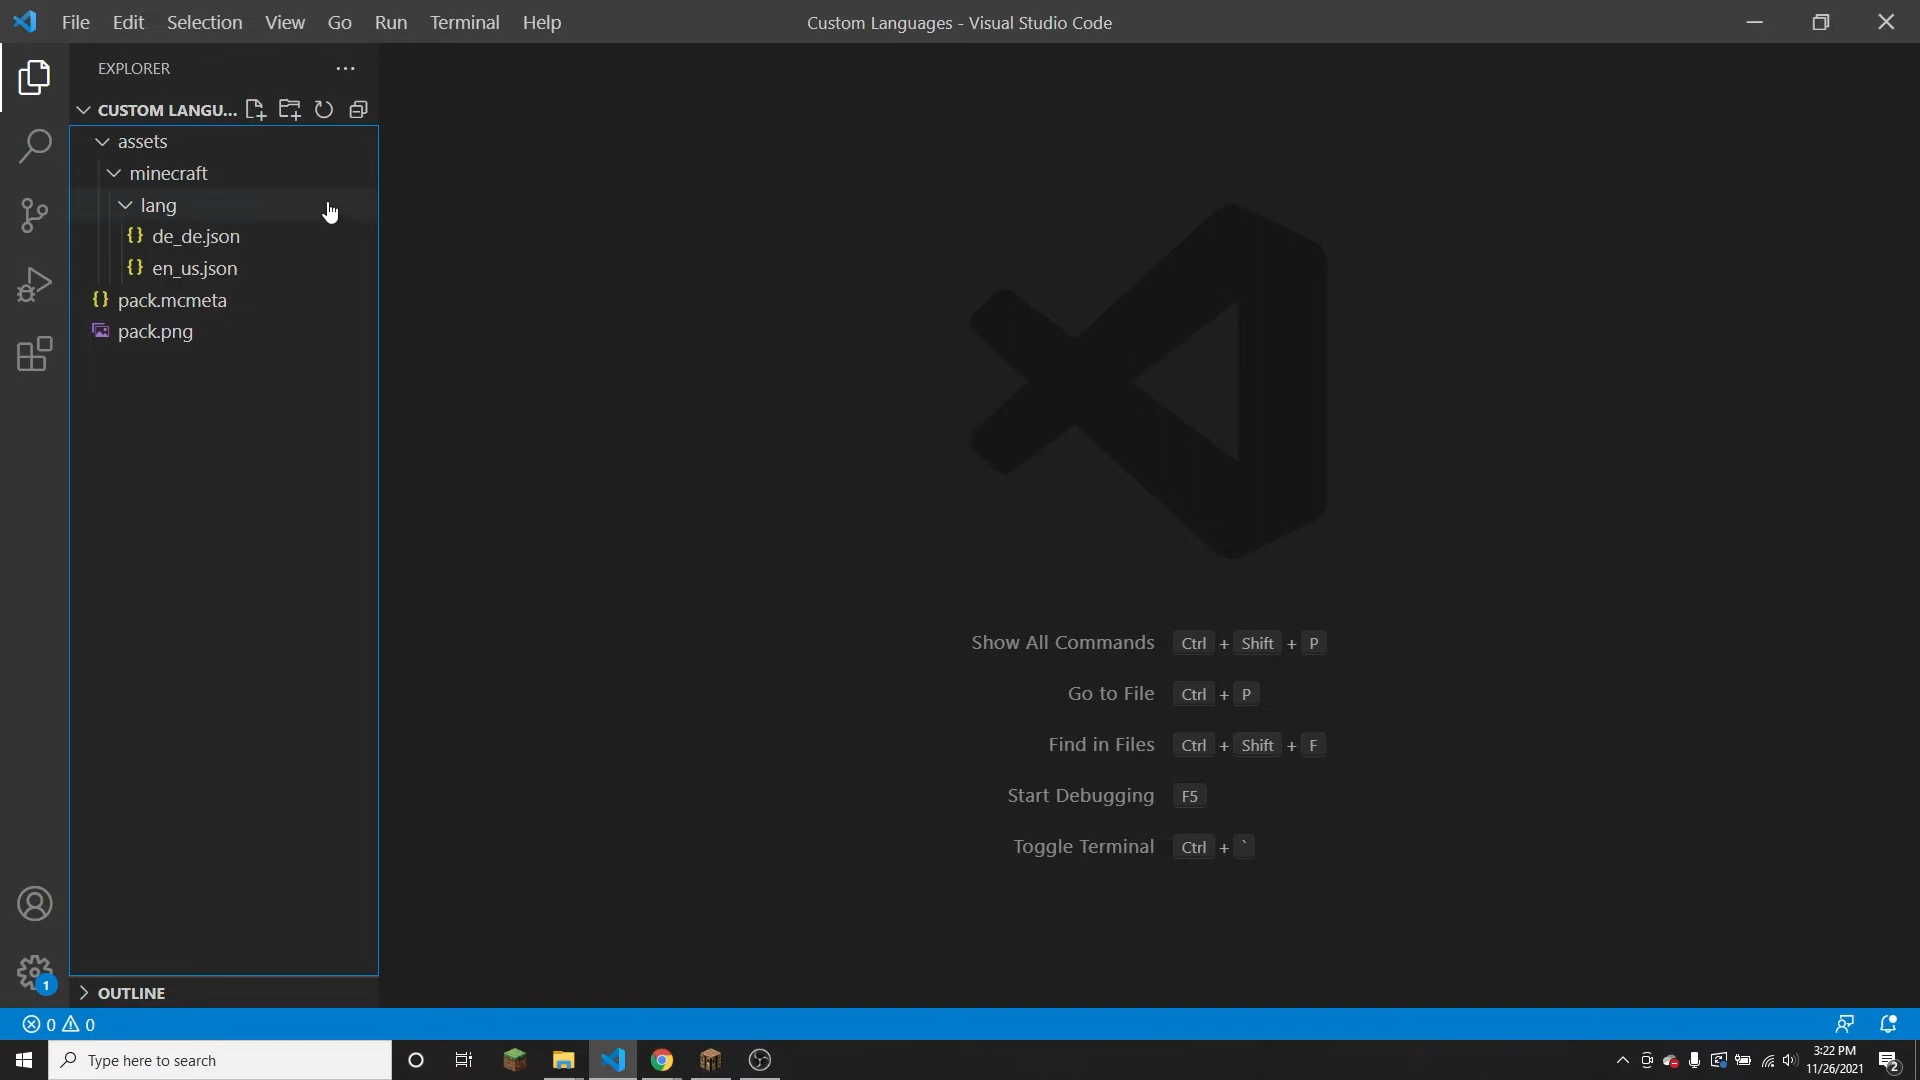 File Edit Selection View Go Run Terminal Help
Custom Languages - Visual Studio Code
EXPLORER
CUSTOM LANGU...
assets
minecraft
lang
{} de_de.json
{} en_us.json
{} pack.mcmeta
pack.png
Show All Commands Ctrl + Shift + P
Go to File Ctrl + P
Find in Files Ctrl + Shift + F
Start Debugging F5
Toggle Terminal Ctrl + `
1
OUTLINE
0 0
Type here to search
3:22 PM
11/26/2021
2